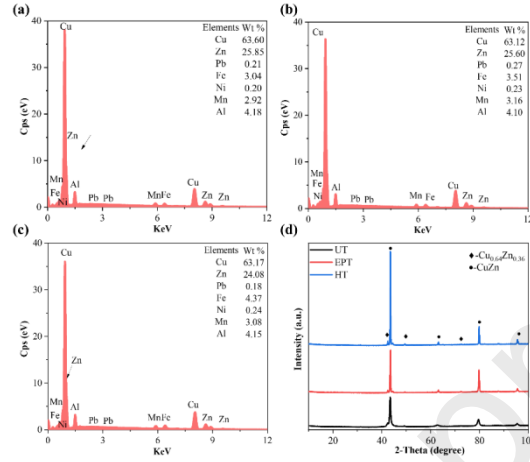 (a)
Cps (eV)
40
30
20
10
0
Cu
Zn
Mn
Fe
Ni
Al
Pb Pb
Mn Fe
Cu
Zn
Zn
Elements Wt %
Cu 63.60
Zn 25.85
Pb 0.21
Fe 3.04
Ni 0.20
Mn 2.92
Al 4.18
0 3 6 9 12
KeV
(b)
Cps (eV)
40
30
20
10
0
Cu
Zn
Mn
Fe
Ni
Al
Pb Pb
Mn Fe
Cu
Zn
Zn
Elements Wt %
Cu 63.12
Zn 25.60
Pb 0.27
Fe 3.51
Ni 0.23
Mn 3.16
Al 4.10
0 3 6 9 12
KeV
(c)
Cps (eV)
40
30
20
10
0
Cu
Zn
Mn
Fe
Ni
Al
Pb Pb
Mn Fe
Cu
Zn
Zn
Elements Wt %
Cu 63.17
Zn 24.08
Pb 0.18
Fe 4.37
Ni 0.24
Mn 3.08
Al 4.15
0 3 6 9 12
KeV
(d)
UT
EPT
HT
♦-Cu0.64Zn0.36
•-CuZn
Intensity (a.u.)
20 40 60 80 100
2-Theta (degree)